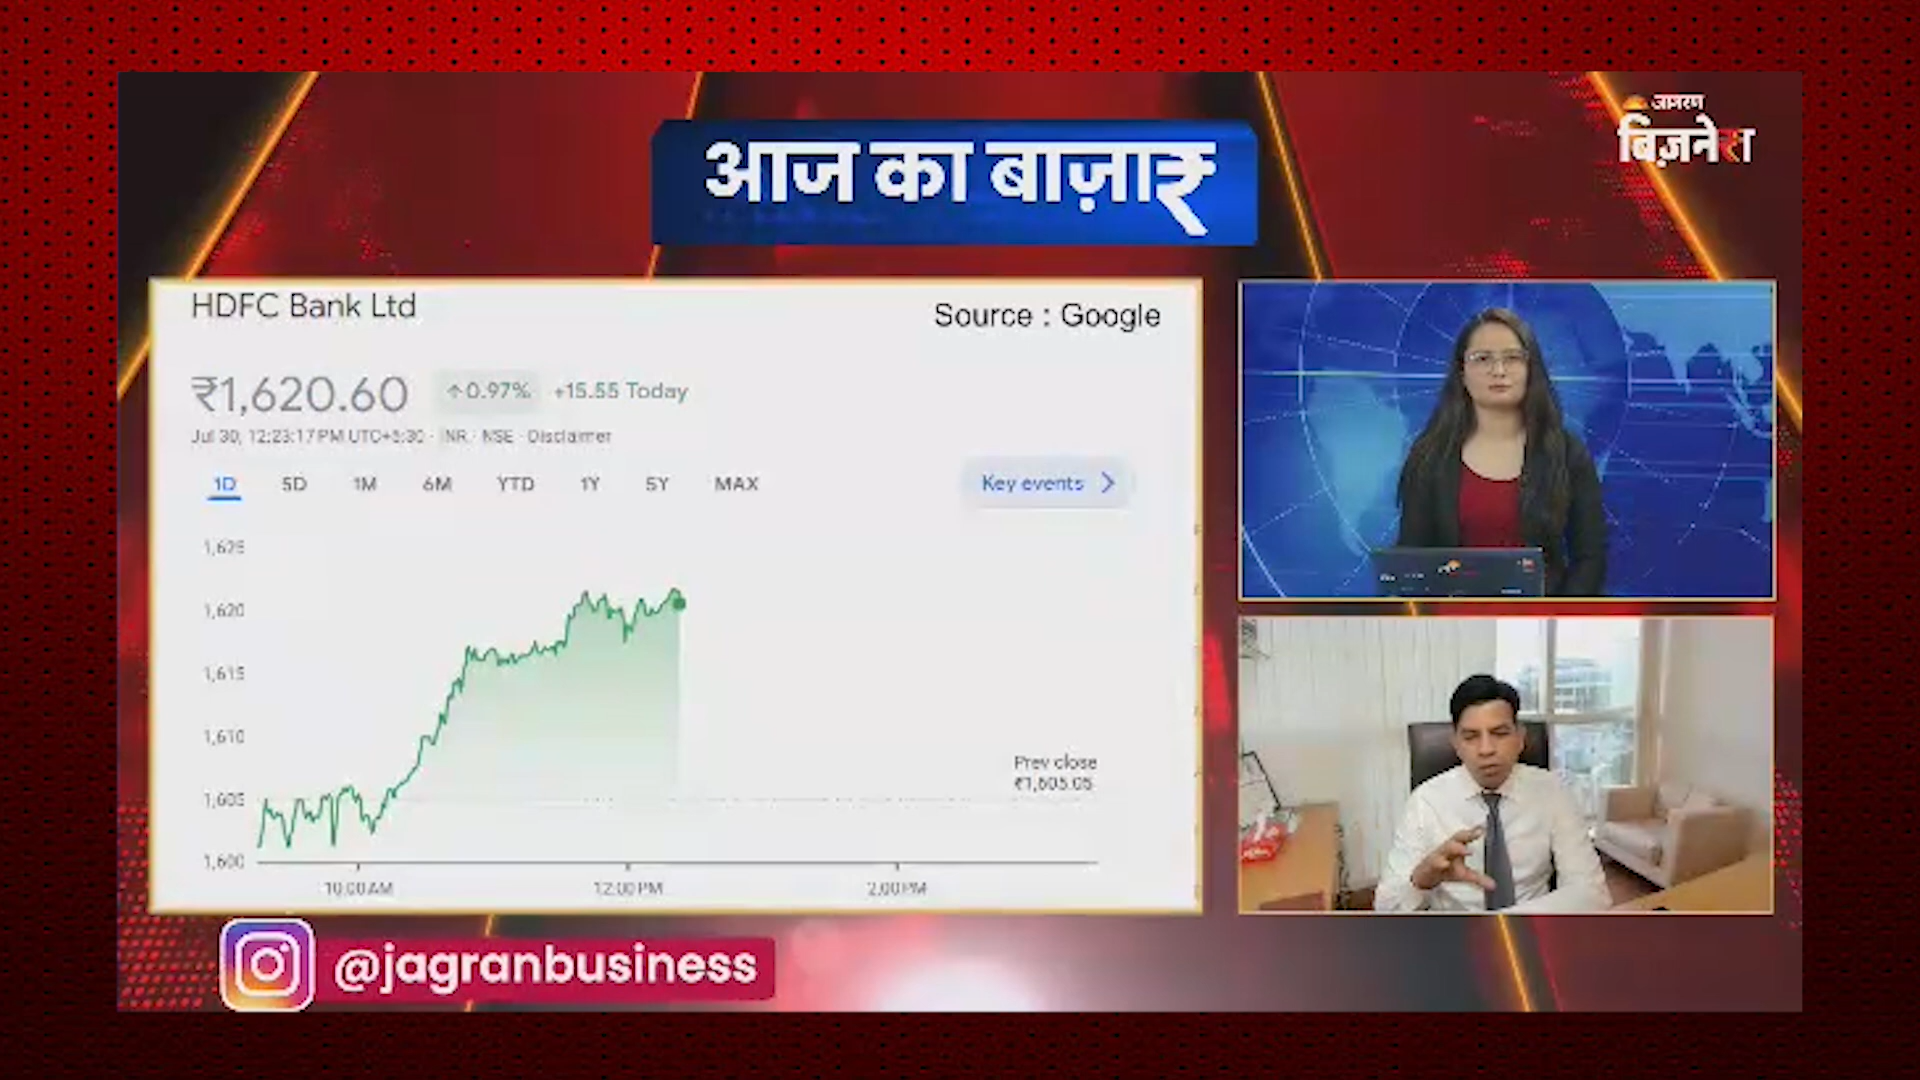 जागरण
बिज़नेस
आज का बाज़ार
HDFC Bank Ltd
Source : Google
₹1,620.60 ↑0.97% +15.55 Today
Jul 30, 12:23:17 PM UTC+5:30 · INR · NSE · Disclaimer
1D 5D 1M 6M YTD 1Y 5Y MAX
Key events
1,625
1,620
1,615
1,610
Prev close
₹1,605.05
1,605
1,600
10:00 AM 12:00 PM 2:00 PM
@jagranbusiness